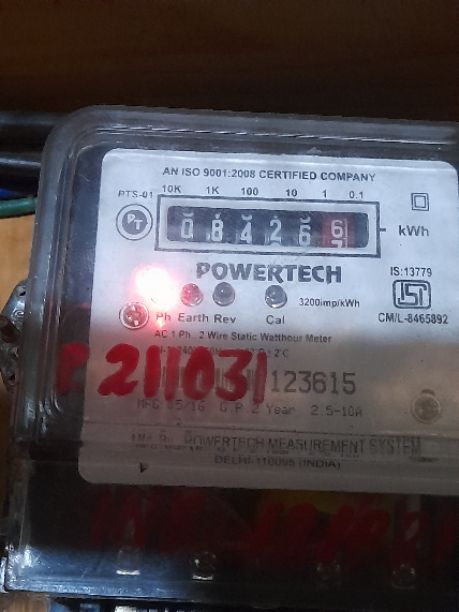 AN ISO 9001:2008 CERTIFIED COMPANY
PTS-01 10K 1K 100 10 1 0.1
PT 0 8 4 2 6 6 kWh
7
POWERTECH IS:13779
3200imp/kWh
Ph Earth Rev Cal CM/L-8465892
AC 1 Ph. 2 Wire Static Watthour Meter
211031 123615
MFG 05/16 G.P.2 Year 2.5-10A
POWERTECH MEASUREMENT SYSTEM
DELHI-110095 (INDIA)